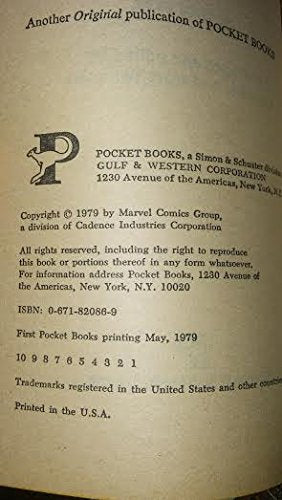 Another Original publication of POCKET BOOKS
P
POCKET BOOKS, a Simon & Schuster division
GULF & WESTERN CORPORATION
1230 Avenue of the Americas, New York, N.Y.
Copyright © 1979 by Marvel Comics Group,
a division of Cadence Industries Corporation
All rights reserved, including the right to reproduce
this book or portions thereof in any form whatsoever.
For information address Pocket Books, 1230 Avenue of
the Americas, New York, N.Y. 10020
ISBN: 0-671-82086-9
First Pocket Books printing May, 1979
10 9 8 7 6 5 4 3 2 1
Trademarks registered in the United States and other countries
Printed in the U.S.A.